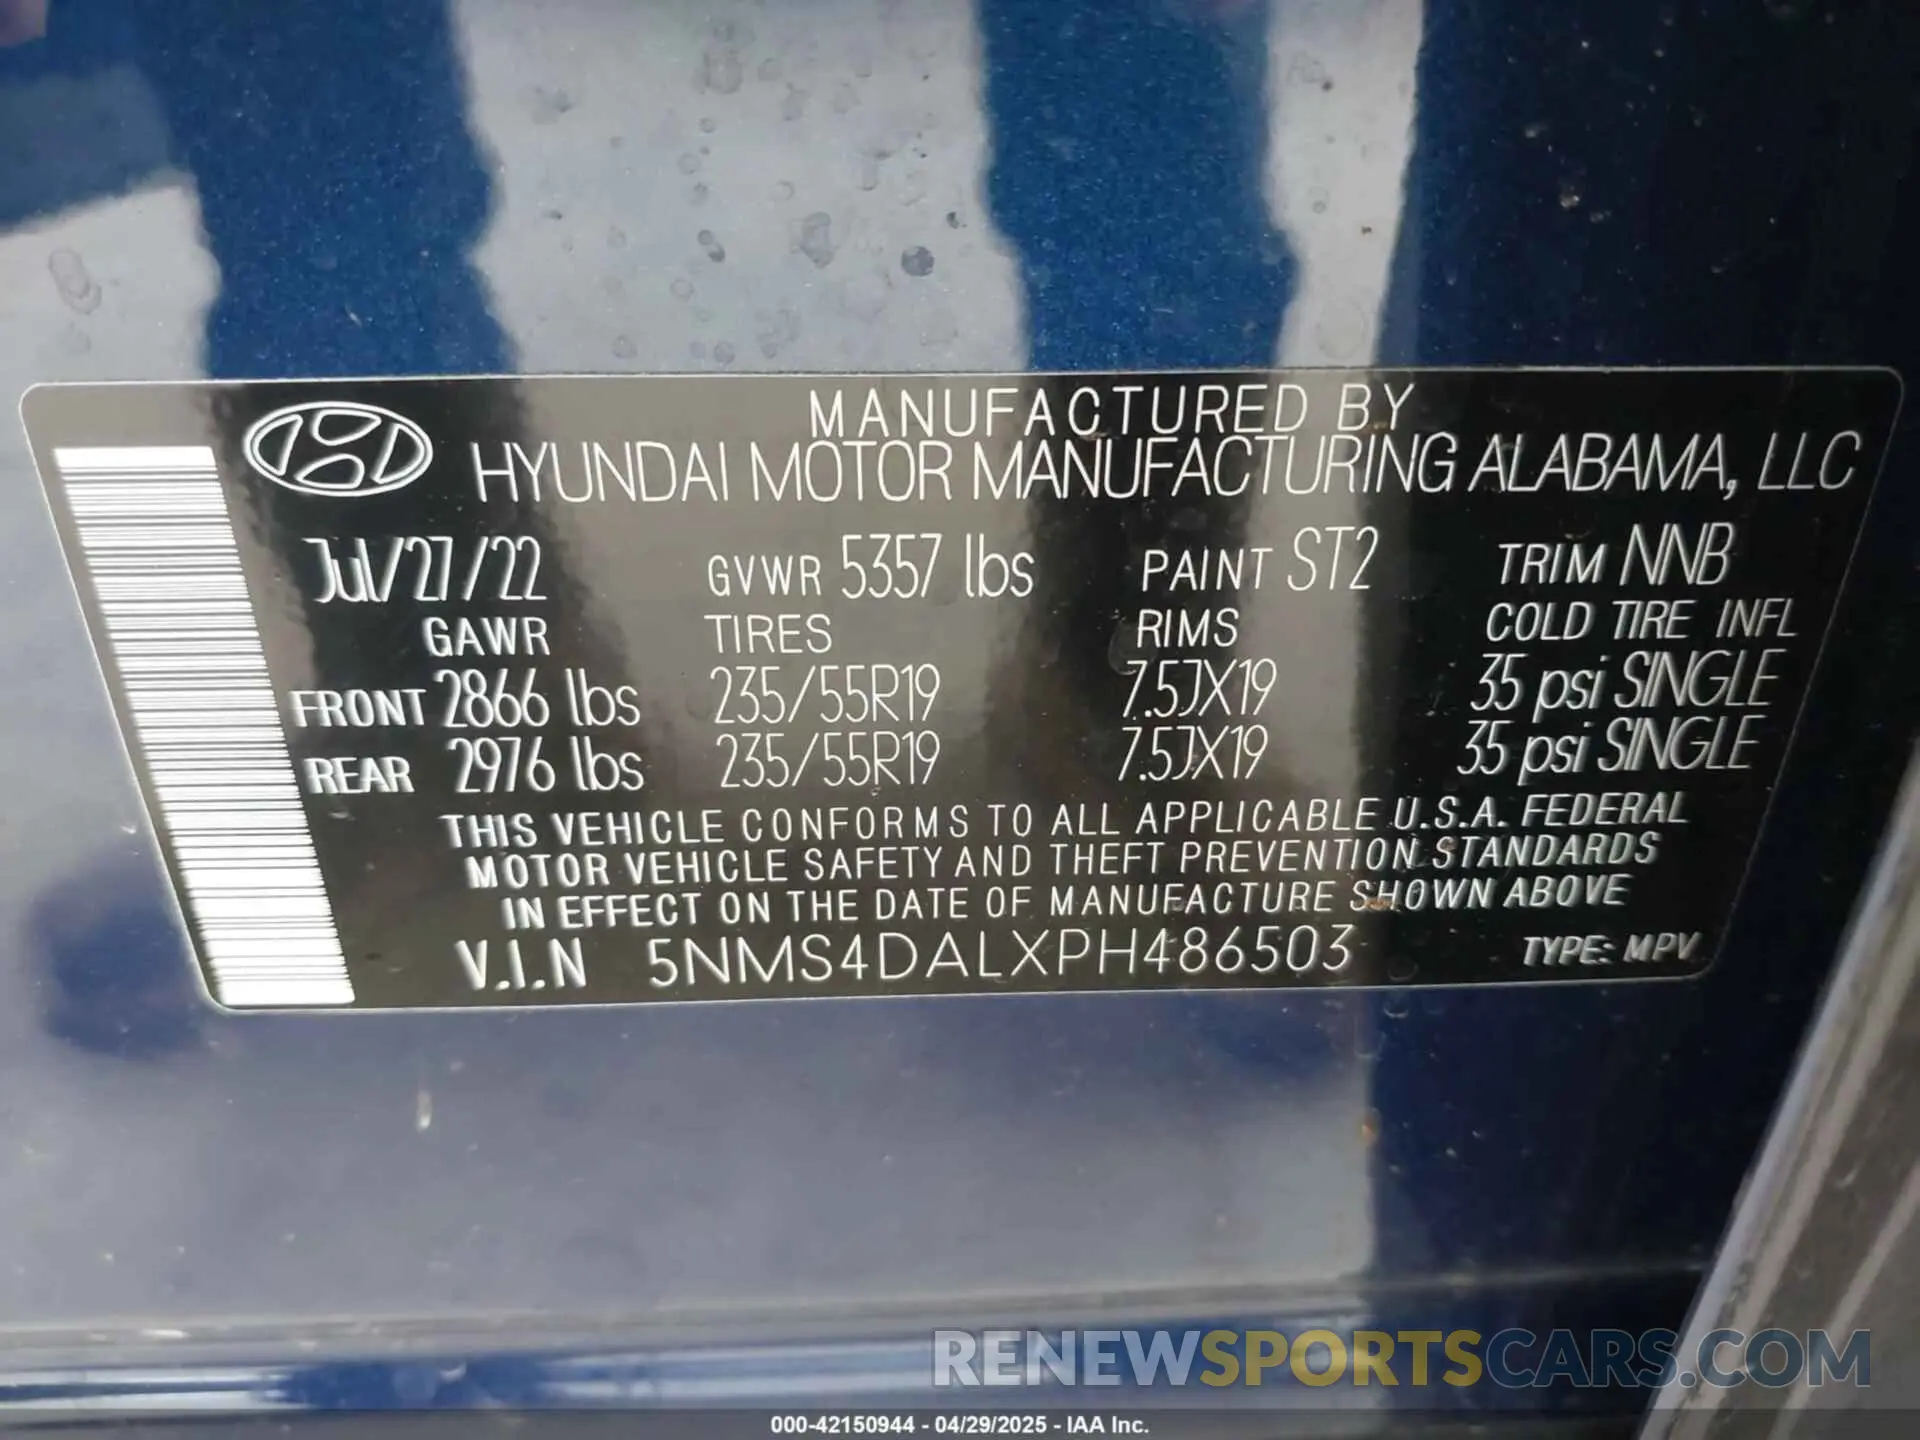 MANUFACTURED BY
HYUNDAI MOTOR MANUFACTURING ALABAMA, LLC
Jul/27/22 GVWR 5357 lbs PAINT ST2 TRIM NNB
GAWR TIRES RIMS COLD TIRE INFL
FRONT 2866 lbs 235/55R19 7.5JX19 35 psi SINGLE
REAR 2976 lbs 235/55R19 7.5JX19 35 psi SINGLE
THIS VEHICLE CONFORMS TO ALL APPLICABLE U.S.A. FEDERAL
MOTOR VEHICLE SAFETY AND THEFT PREVENTION STANDARDS
IN EFFECT ON THE DATE OF MANUFACTURE SHOWN ABOVE
V.I.N 5NMS4DALXPH486503 TYPE: MPV
RENEWSPORTSCARS.COM
000-42150944 - 04/29/2025 - IAA Inc.